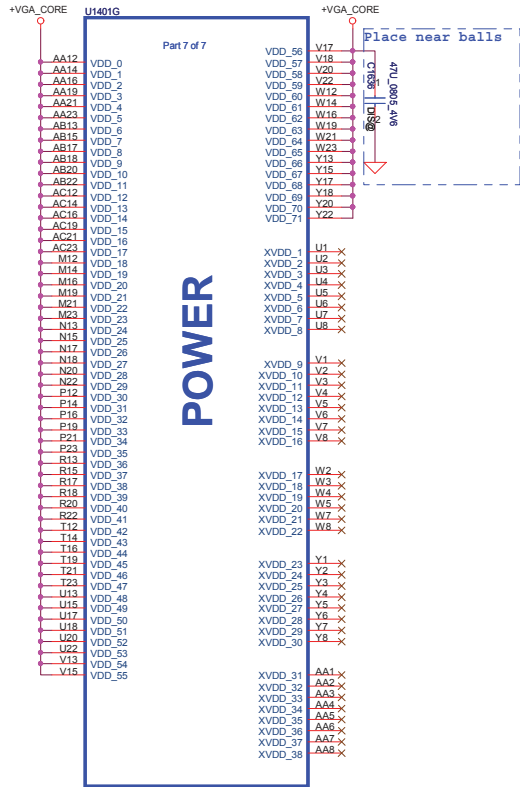 +VGA_CORE
U1401G
+VGA_CORE
Part 7 of 7
Place near balls
POWER
AA12 VDD_0
AA14 VDD_1
AA16 VDD_2
AA19 VDD_3
AA21 VDD_4
AA23 VDD_5
AB13 VDD_6
AB15 VDD_7
AB17 VDD_8
AB18 VDD_9
AB20 VDD_10
AB22 VDD_11
AC12 VDD_12
AC14 VDD_13
AC16 VDD_14
AC19 VDD_15
AC21 VDD_16
AC23 VDD_17
M12 VDD_18
M14 VDD_19
M16 VDD_20
M19 VDD_21
M21 VDD_22
M23 VDD_23
N13 VDD_24
N15 VDD_25
N17 VDD_26
N18 VDD_27
N20 VDD_28
N22 VDD_29
P12 VDD_30
P14 VDD_31
P16 VDD_32
P19 VDD_33
P21 VDD_34
P23 VDD_35
R13 VDD_36
R15 VDD_37
R17 VDD_38
R18 VDD_39
R20 VDD_40
R22 VDD_41
T12 VDD_42
T14 VDD_43
T16 VDD_44
T19 VDD_45
T21 VDD_46
T23 VDD_47
U13 VDD_48
U15 VDD_49
U17 VDD_50
U18 VDD_51
U20 VDD_52
U22 VDD_53
V13 VDD_54
V15 VDD_55
VDD_56 V17
VDD_57 V18
VDD_58 V20
VDD_59 V22
VDD_60 W12
VDD_61 W14
VDD_62 W16
VDD_63 W19
VDD_64 W21
VDD_65 W23
VDD_66 Y13
VDD_67 Y15
VDD_68 Y17
VDD_69 Y18
VDD_70 Y20
VDD_71 Y22
C1636
1
47U_0805_4V6
2
DIS@
XVDD_1 U1
XVDD_2 U2
XVDD_3 U3
XVDD_4 U4
XVDD_5 U5
XVDD_6 U6
XVDD_7 U7
XVDD_8 U8
XVDD_9 V1
XVDD_10 V2
XVDD_11 V3
XVDD_12 V4
XVDD_13 V5
XVDD_14 V6
XVDD_15 V7
XVDD_16 V8
XVDD_17 W2
XVDD_18 W3
XVDD_19 W4
XVDD_20 W5
XVDD_21 W7
XVDD_22 W8
XVDD_23 Y1
XVDD_24 Y2
XVDD_25 Y3
XVDD_26 Y4
XVDD_27 Y5
XVDD_28 Y6
XVDD_29 Y7
XVDD_30 Y8
XVDD_31 AA1
XVDD_32 AA2
XVDD_33 AA3
XVDD_34 AA4
XVDD_35 AA5
XVDD_36 AA6
XVDD_37 AA7
XVDD_38 AA8